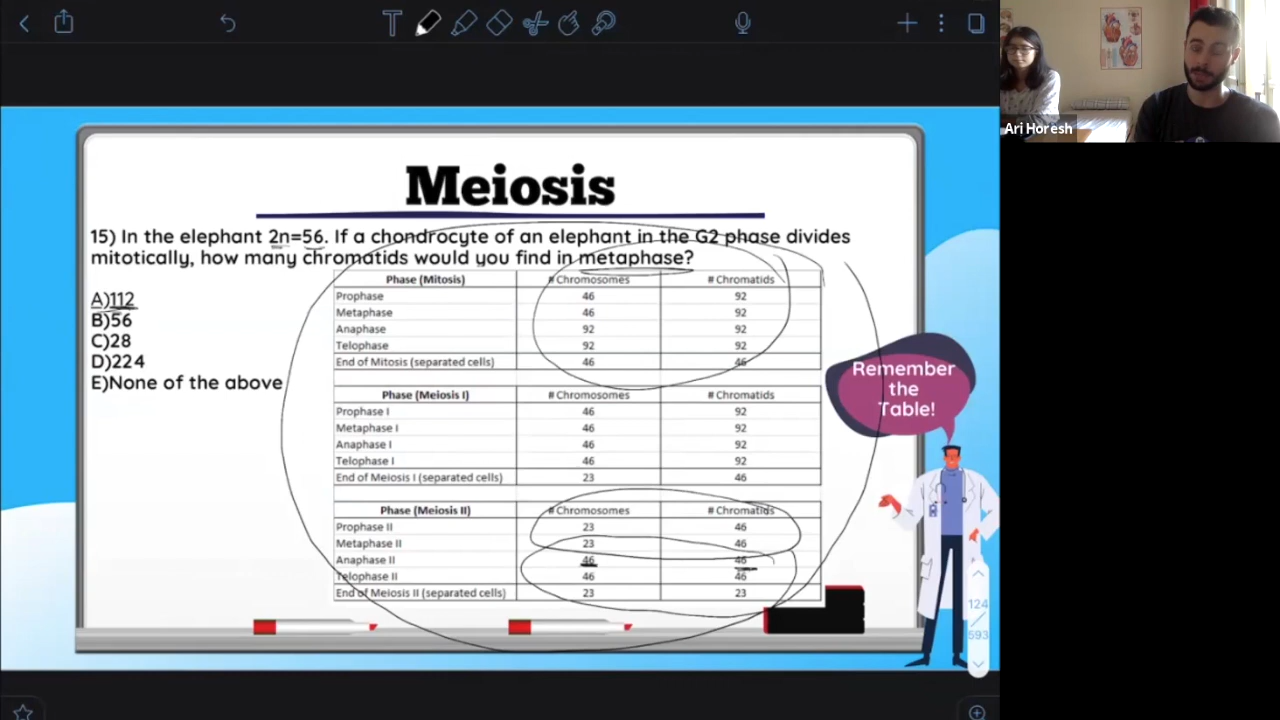 Ari Horesh
Meiosis
15) In the elephant 2n=56. If a chondrocyte of an elephant in the G2 phase divides
mitotically, how many chromatids would you find in metaphase?
A)112
B)56
C)28
D)224
E)None of the above
Phase (Mitosis) # Chromosomes # Chromatids
Prophase 46 92
Metaphase 46 92
Anaphase 92 92
Telophase 92 92
End of Mitosis (separated cells) 46 46
Phase (Meiosis I) # Chromosomes # Chromatids
Prophase I 46 92
Metaphase I 46 92
Anaphase I 46 92
Telophase I 46 92
End of Meiosis I (separated cells) 23 46
Phase (Meiosis II) # Chromosomes # Chromatids
Prophase II 23 46
Metaphase II 23 46
Anaphase II 46 46
Telophase II 46 46
End of Meiosis II (separated cells) 23 23
Remember
the
Table!
124
593